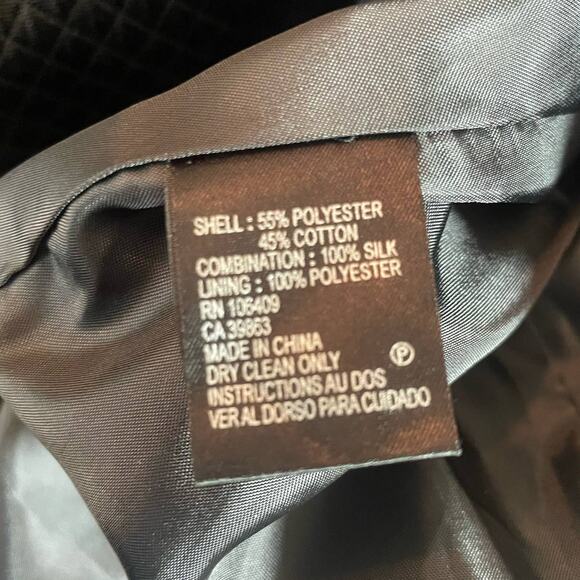 SHELL : 55% POLYESTER
45% COTTON
COMBINATION : 100% SILK
LINING : 100% POLYESTER
RN 106409
CA 39863
MADE IN CHINA
DRY CLEAN ONLY
P
INSTRUCTIONS AU DOS
VER AL DORSO PARA CUIDADO